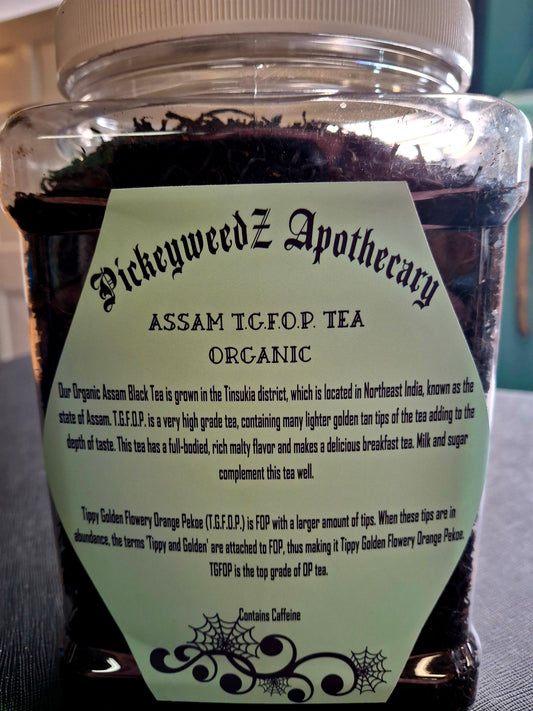 PickeyweedZ Apothecary
ASSAM T.G.F.O.P. TEA
ORGANIC
Our Organic Assam Black Tea is grown in the Tinsukia district, which is located in Northeast India, known as the
state of Assam. T.G.F.O.P. is a very high grade tea, containing many lighter golden tan tips of the tea adding to the
depth of taste. This tea has a full-bodied, rich malty flavor and makes a delicious breakfast tea. Milk and sugar
complement this tea well.
Tippy Golden Flowery Orange Pekoe (T.G.F.O.P.) is FOP with a larger amount of tips. When these tips are in
abundance, the terms 'Tippy and Golden' are attached to FOP, thus making it Tippy Golden Flowery Orange Pekoe.
TGFOP is the top grade of OP tea.
Contains Caffeine